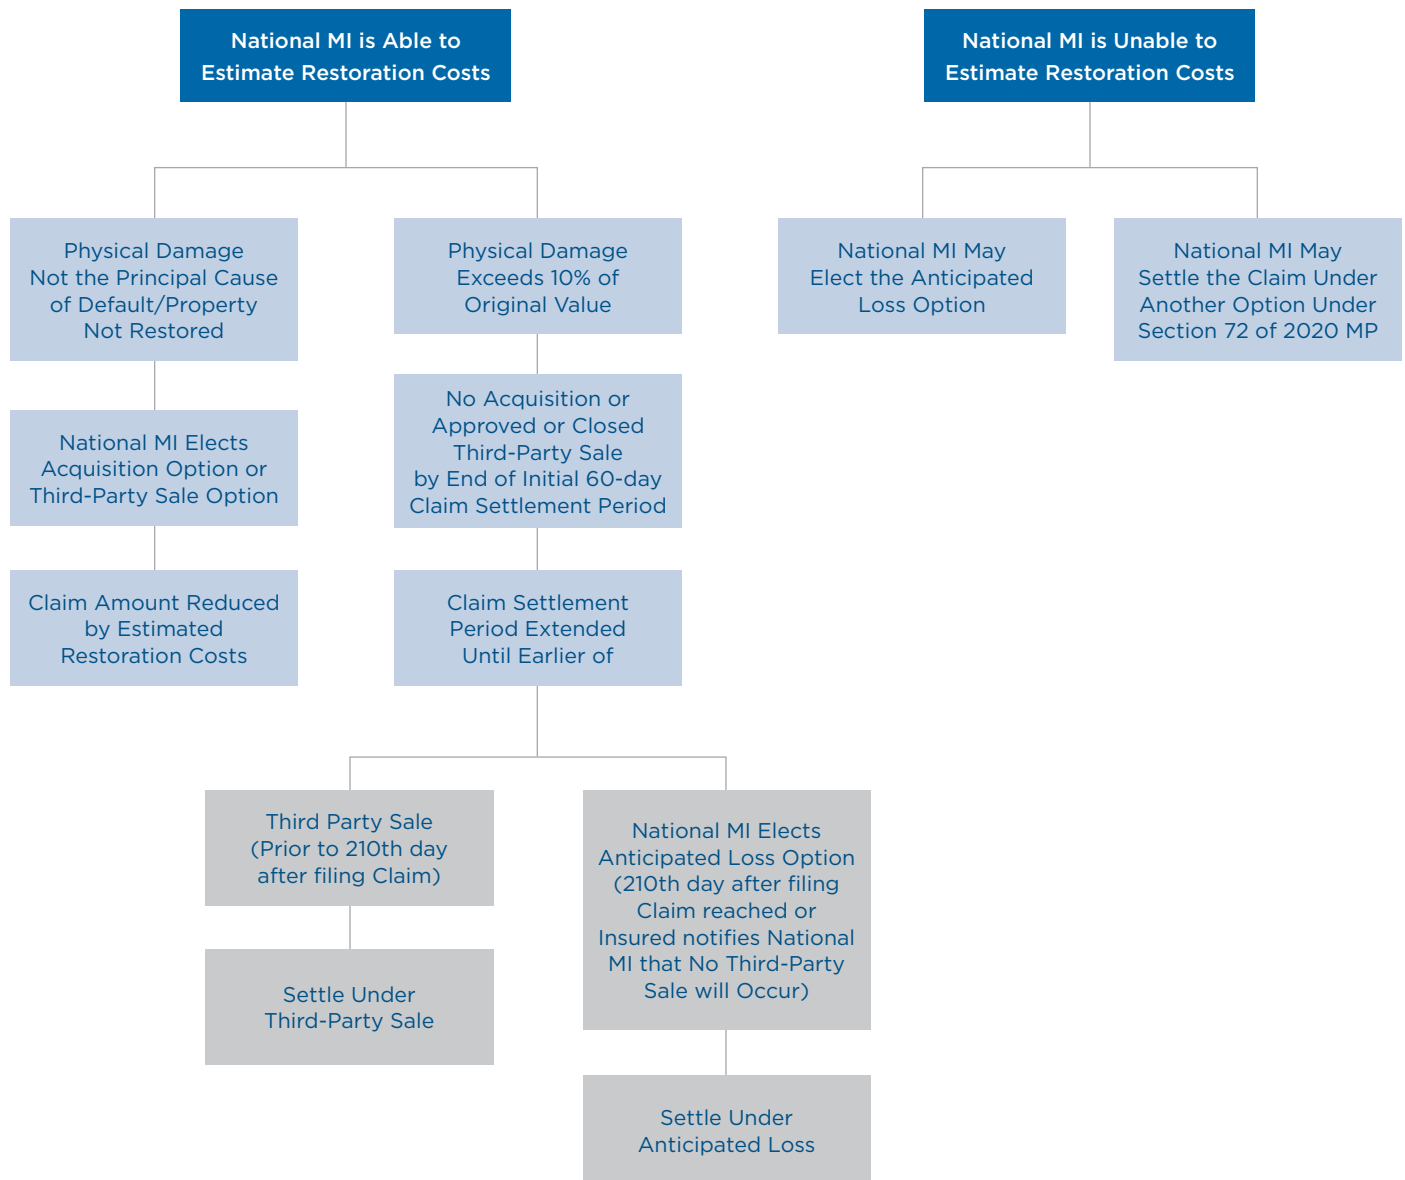 National MI is Able to
Estimate Restoration Costs
National MI is Unable to
Estimate Restoration Costs
Physical Damage
Not the Principal Cause
of Default/Property
Not Restored
Physical Damage
Exceeds 10% of
Original Value
National MI May
Elect the Anticipated
Loss Option
National MI May
Settle the Claim Under
Another Option Under
Section 72 of 2020 MP
National MI Elects
Acquisition Option or
Third-Party Sale Option
No Acquisition or
Approved or Closed
Third-Party Sale
by End of Initial 60-day
Claim Settlement Period
Claim Amount Reduced
by Estimated
Restoration Costs
Claim Settlement
Period Extended
Until Earlier of
Third Party Sale
(Prior to 210th day
after filing Claim)
National MI Elects
Anticipated Loss Option
(210th day after filing
Claim reached or
Insured notifies National
MI that No Third-Party
Sale will Occur)
Settle Under
Third-Party Sale
Settle Under
Anticipated Loss